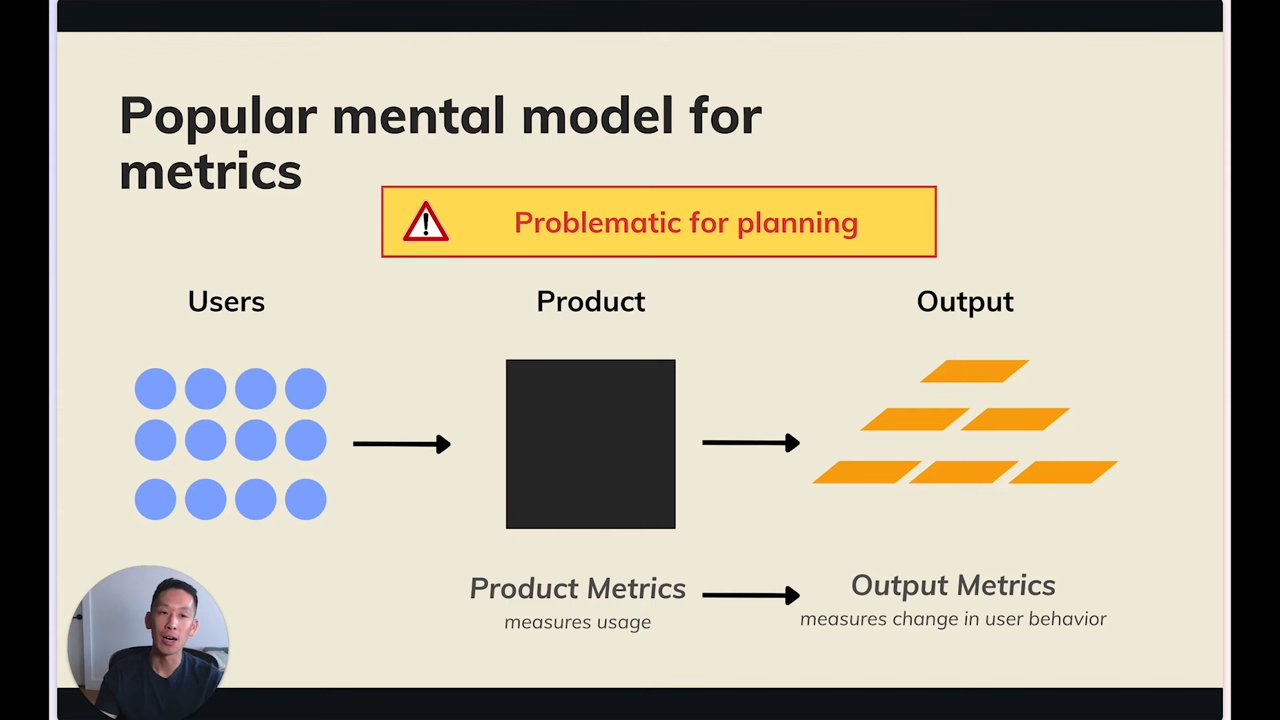 Popular mental model for
metrics
! Problematic for planning
Users
Product
Output
Product Metrics
measures usage
Output Metrics
measures change in user behavior